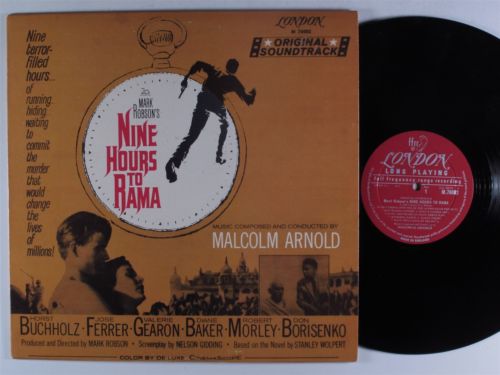 Nine
terror-
filled
hours...
of
running...
hiding...
waiting
to
commit
the
murder
that
would
change
the
lives
of
millions!
LONDON
ORIGINAL
SOUNDTRACK
MARK
ROBSON'S
NINE
HOURS
TO
RAMA
MUSIC COMPOSED AND CONDUCTED BY
MALCOLM ARNOLD
HORST BUCHHOLZ · JOSE FERRER · VALERIE GEARON · DIANE BAKER · ROBERT MORLEY · DON BORISENKO
Produced and Directed by MARK ROBSON · Screenplay by NELSON GIDDING · Based on the Novel by STANLEY WOLPERT
COLOR BY DE LUXE CINEMASCOPE
ffrr
LONDON
LONG PLAYING
full frequency range recording